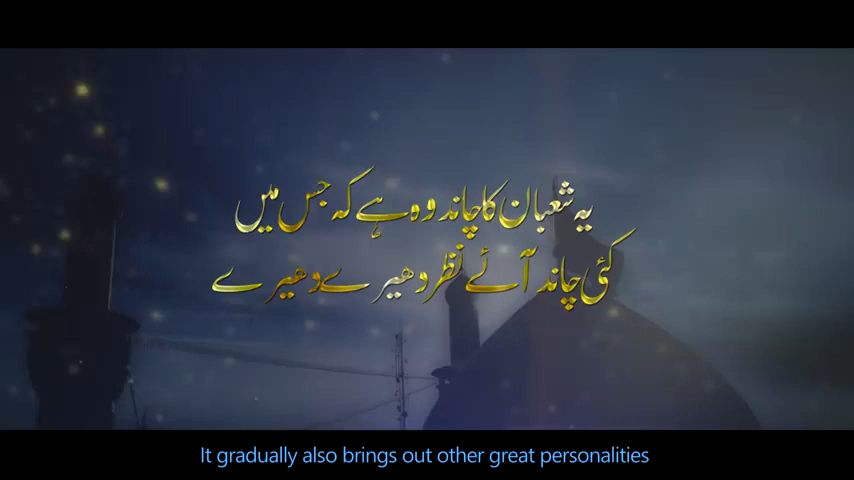 یہ شعبان کا چاند وہ ہے کہ جس میں
کئی چاند آئے نظر دھیرے دھیرے
It gradually also brings out other great personalities